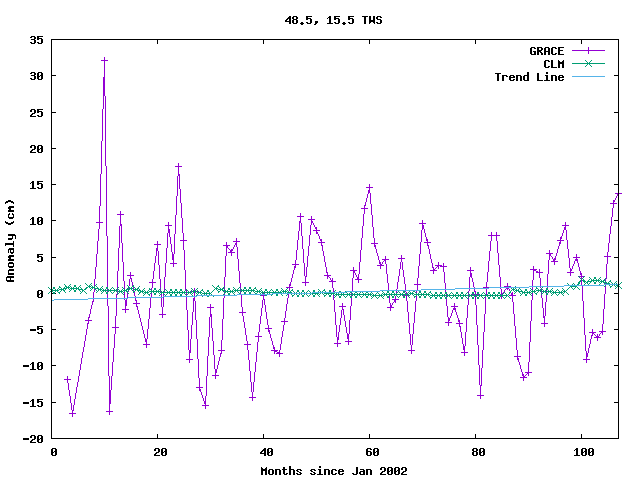 48.5, 15.5 TWS
GRACE
CLM
Trend Line
35
30
25
20
15
10
5
0
-5
-10
-15
-20
Anomaly (cm)
0 20 40 60 80 100
Months since Jan 2002